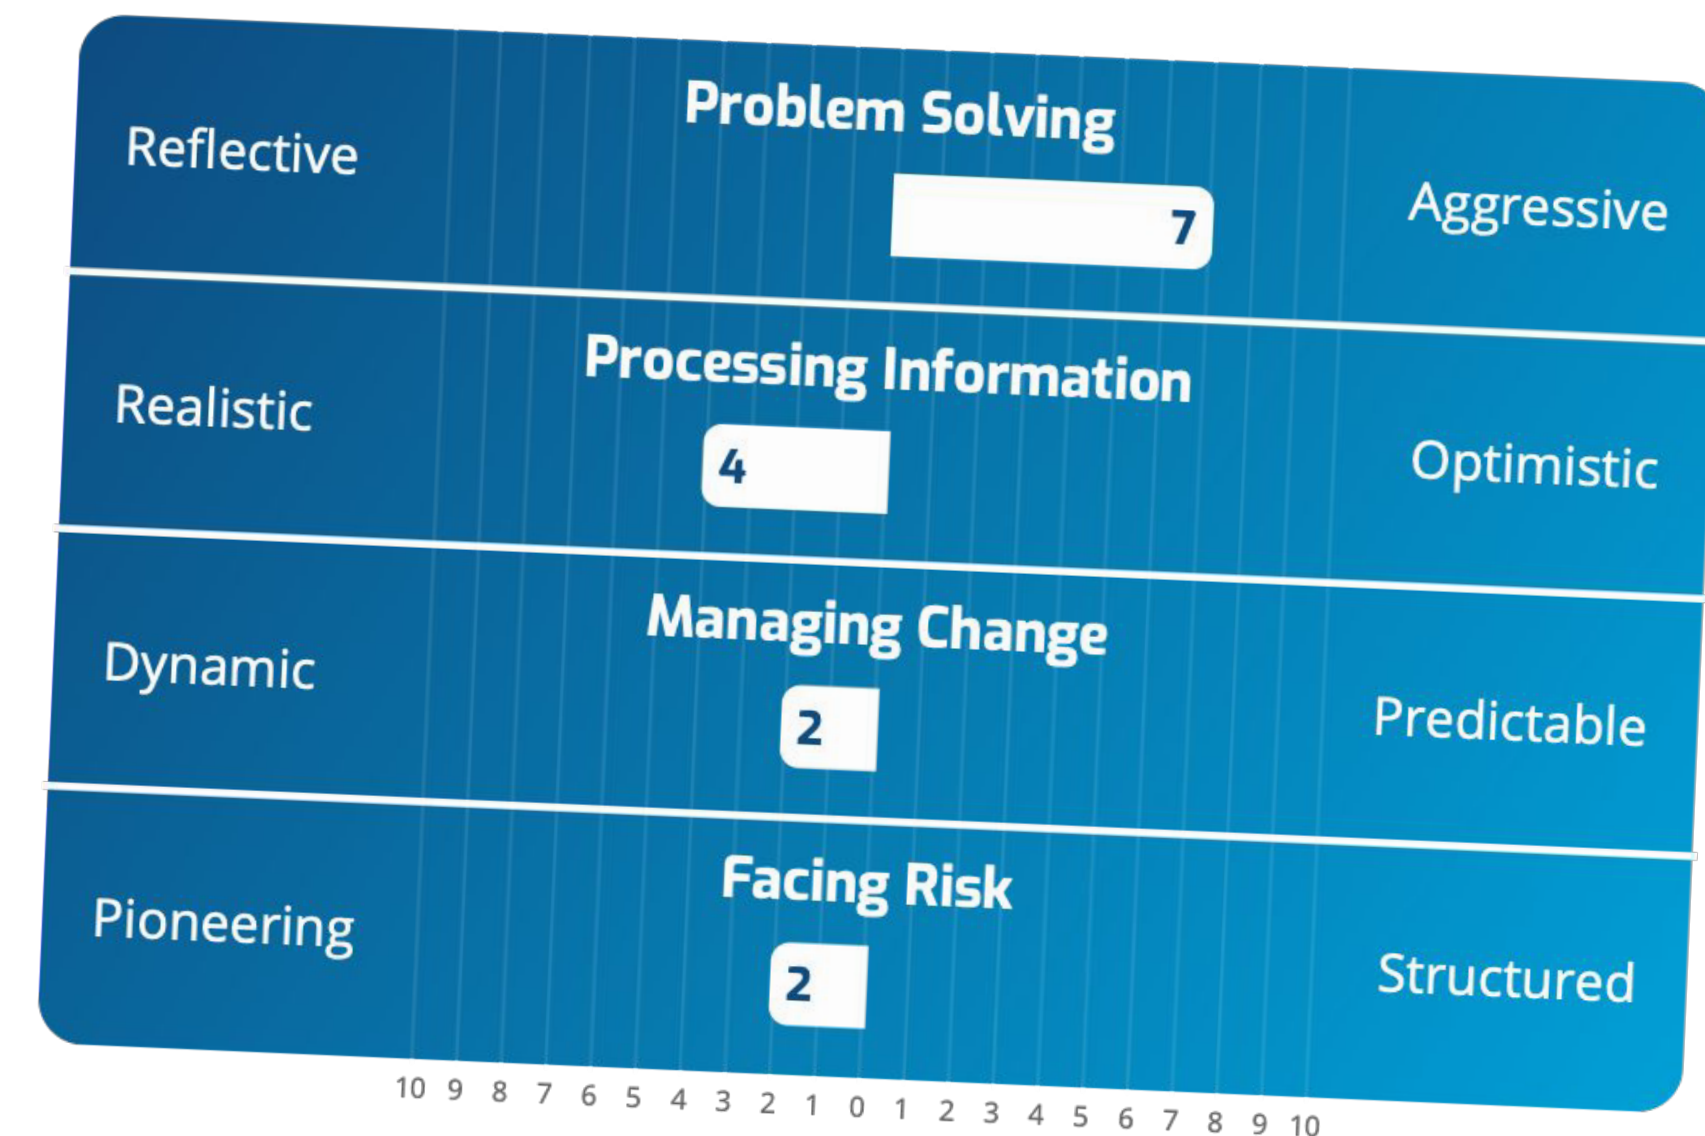 Problem Solving
Reflective
Aggressive
7
Processing Information
Realistic
Optimistic
4
Managing Change
Dynamic
Predictable
2
Facing Risk
Pioneering
Structured
2
10 9 8 7 6 5 4 3 2 1 0 1 2 3 4 5 6 7 8 9 10